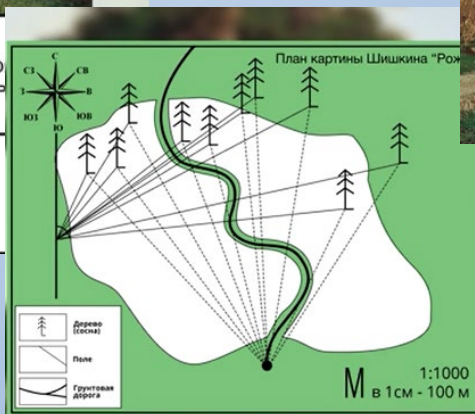 План картины Шишкина "Рож
С
СЗ СВ
З В
ЮЗ ЮВ
Ю
Дерево
(сосна)
Поле
Грунтовая
дорога
1:1000
М в 1см - 100 м